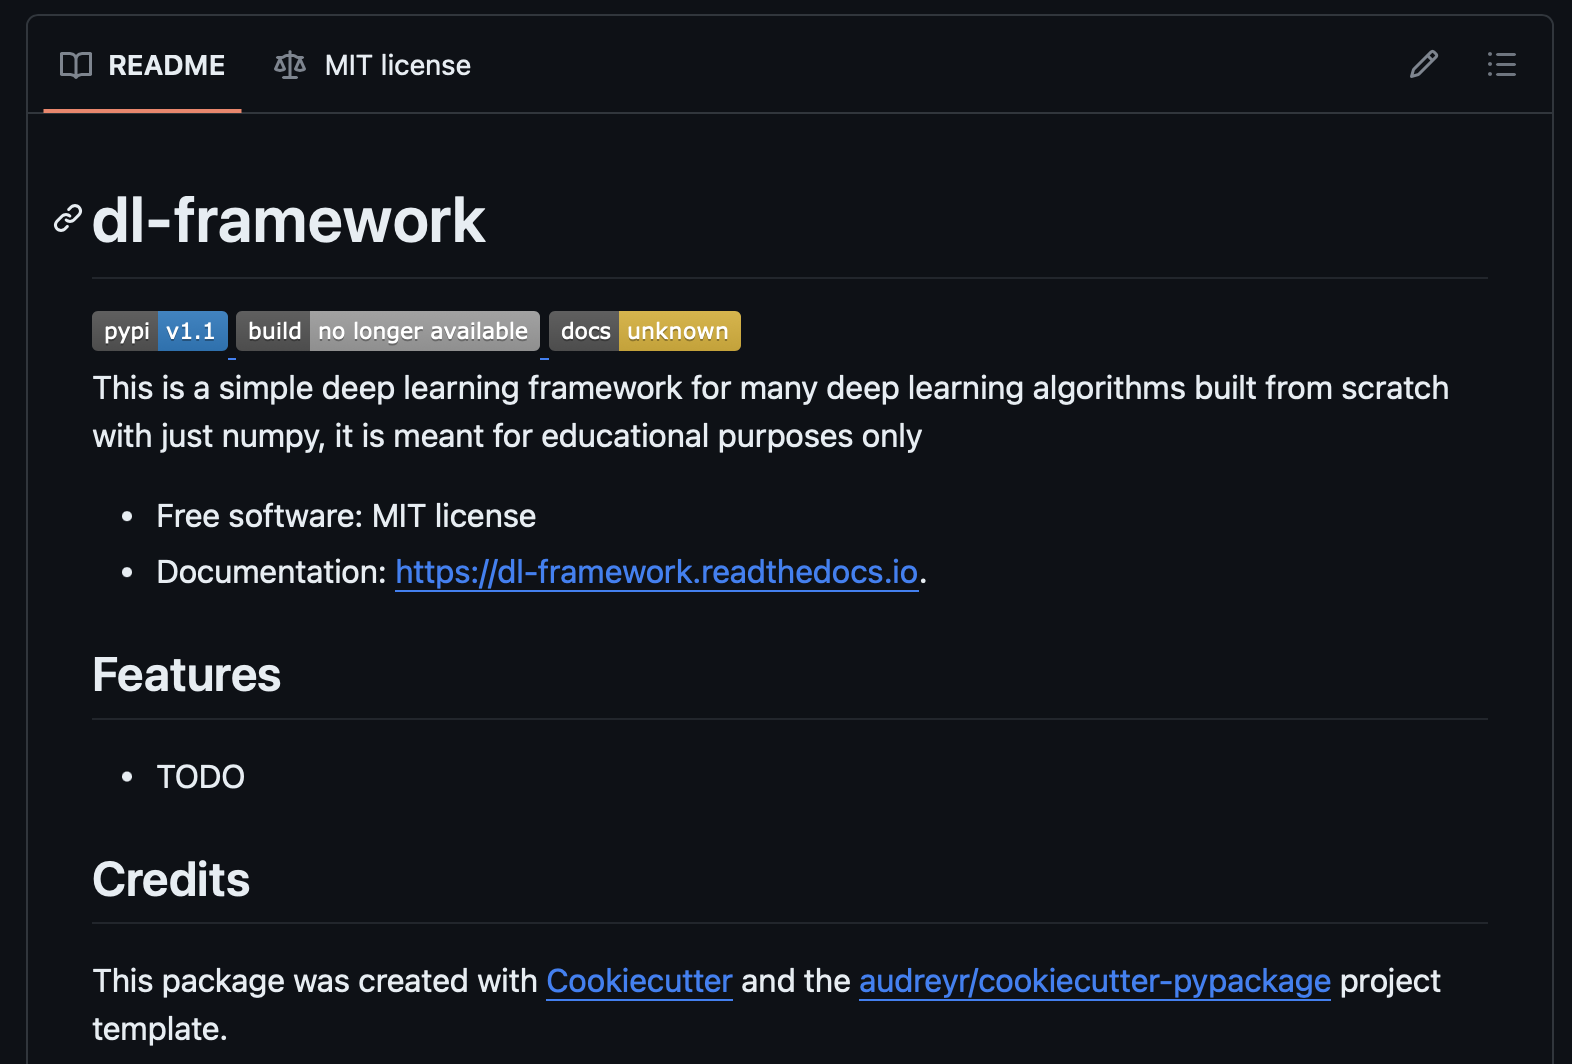 README MIT license
dl-framework
pypi v1.1 build no longer available docs unknown
This is a simple deep learning framework for many deep learning algorithms built from scratch
with just numpy, it is meant for educational purposes only
• Free software: MIT license
• Documentation: https://dl-framework.readthedocs.io.
Features
• TODO
Credits
This package was created with Cookiecutter and the audreyr/cookiecutter-pypackage project
template.